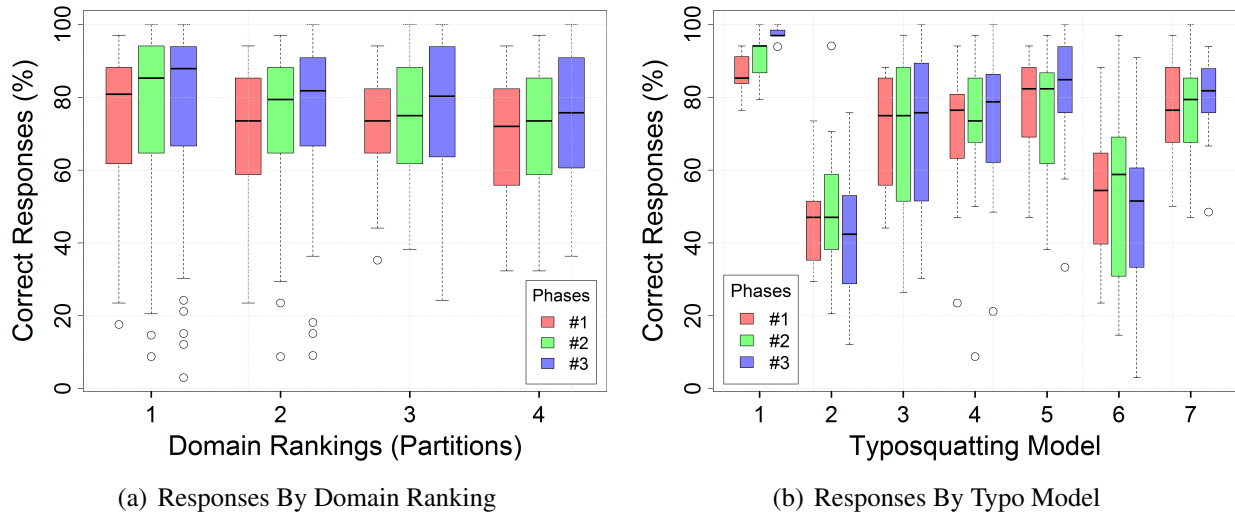 Correct Responses (%)
100
80
60
40
20
0
Phases
#1
#2
#3
1 2 3 4
Domain Rankings (Partitions)
(a) Responses By Domain Ranking
Correct Responses (%)
100
80
60
40
20
0
Phases
#1
#2
#3
1 2 3 4 5 6 7
Typosquatting Model
(b) Responses By Typo Model